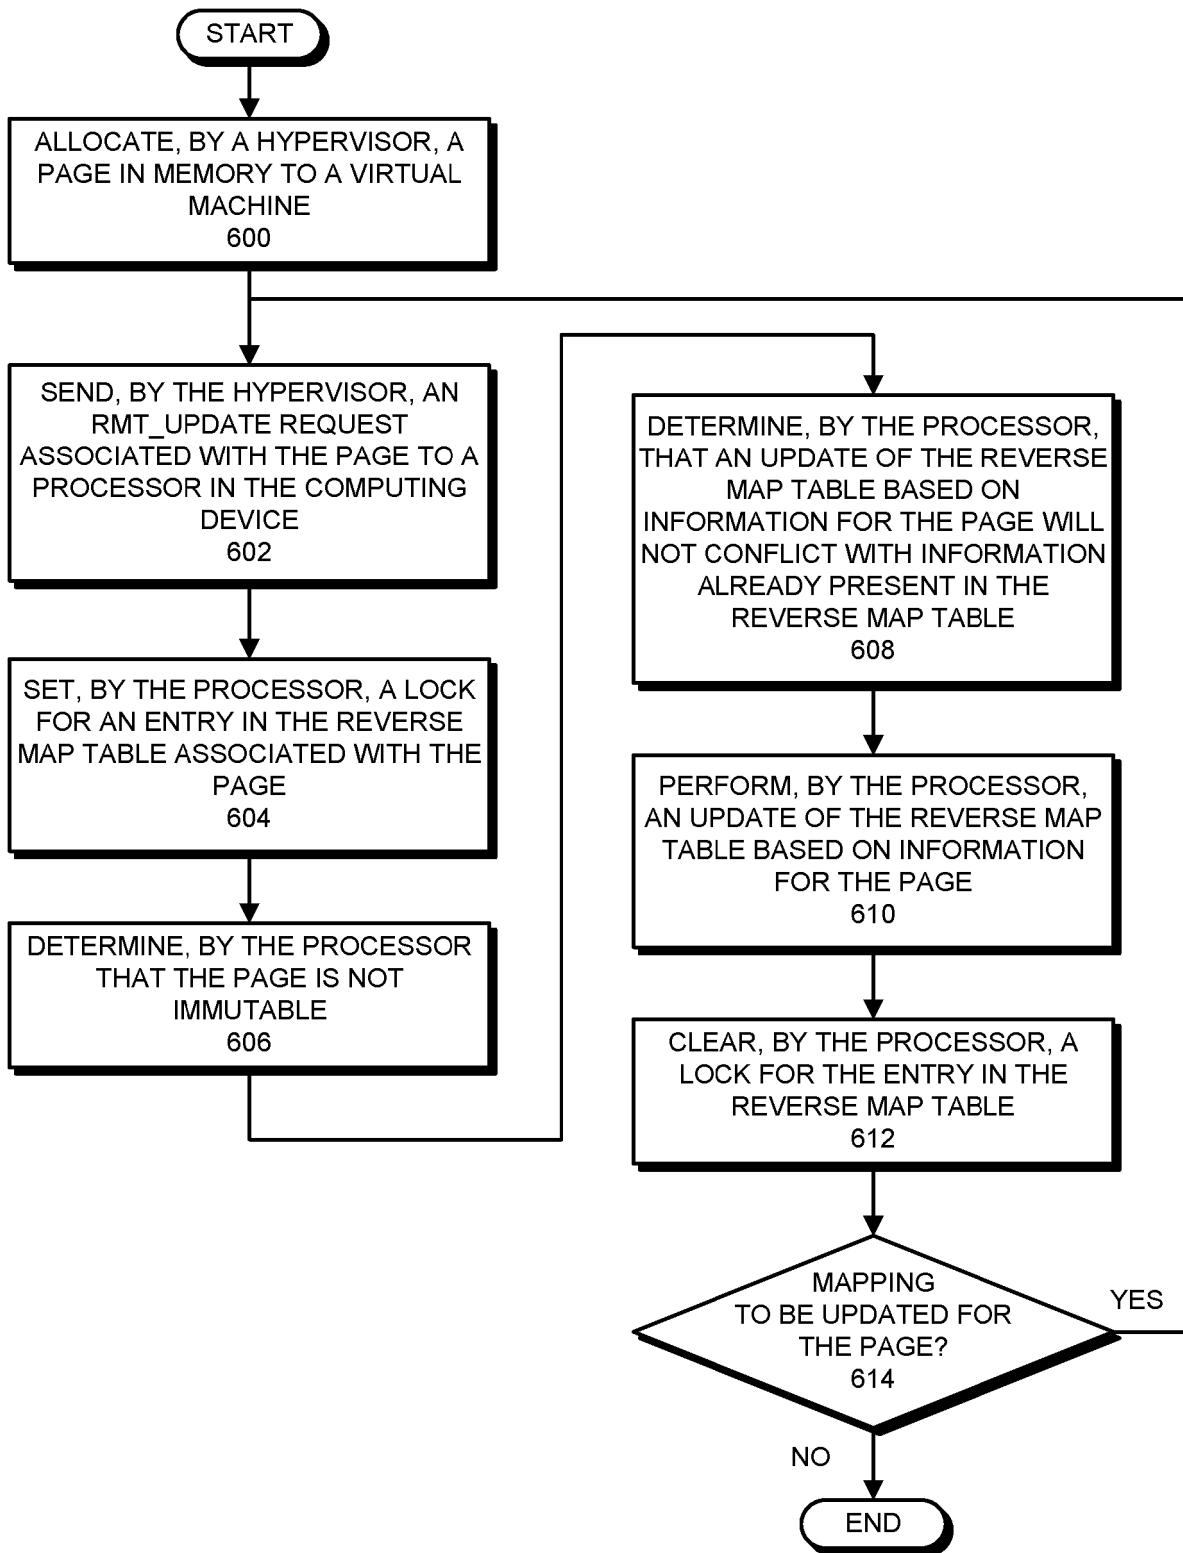 START
ALLOCATE, BY A HYPERVISOR, A
PAGE IN MEMORY TO A VIRTUAL
MACHINE
600
SEND, BY THE HYPERVISOR, AN
RMT_UPDATE REQUEST
ASSOCIATED WITH THE PAGE TO A
PROCESSOR IN THE COMPUTING
DEVICE
602
SET, BY THE PROCESSOR, A LOCK
FOR AN ENTRY IN THE REVERSE
MAP TABLE ASSOCIATED WITH THE
PAGE
604
DETERMINE, BY THE PROCESSOR
THAT THE PAGE IS NOT
IMMUTABLE
606
DETERMINE, BY THE PROCESSOR,
THAT AN UPDATE OF THE REVERSE
MAP TABLE BASED ON
INFORMATION FOR THE PAGE WILL
NOT CONFLICT WITH INFORMATION
ALREADY PRESENT IN THE
REVERSE MAP TABLE
608
PERFORM, BY THE PROCESSOR,
AN UPDATE OF THE REVERSE MAP
TABLE BASED ON INFORMATION
FOR THE PAGE
610
CLEAR, BY THE PROCESSOR, A
LOCK FOR THE ENTRY IN THE
REVERSE MAP TABLE
612
MAPPING
TO BE UPDATED FOR
THE PAGE?
614
YES
NO
END